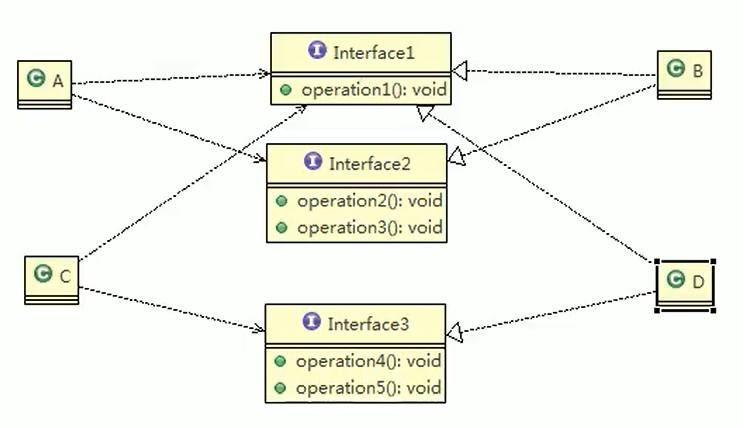 I Interface1
operation1(): void
C A
C B
I Interface2
operation2(): void
operation3(): void
C C
C D
I Interface3
operation4(): void
operation5(): void